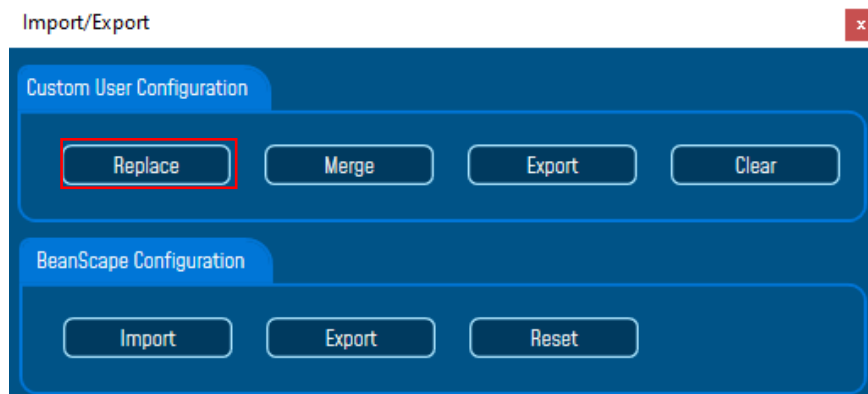 Import/Export
x
Custom User Configuration
Replace Merge Export Clear
BeanScape Configuration
Import Export Reset